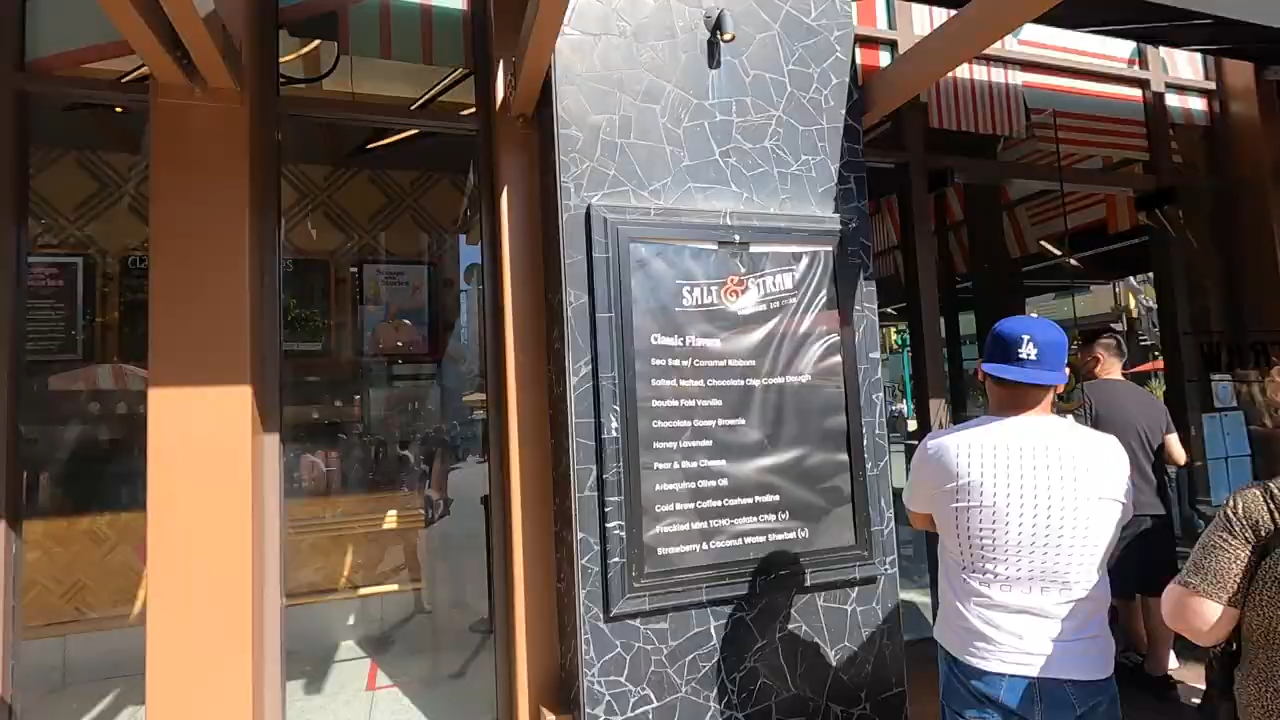 SALT & STRAW
Classic Flavors
Sea Salt w/ Caramel Ribbons
Salted, Malted, Chocolate Chip Cookie Dough
Double Fold Vanilla
Chocolate Gooey Brownie
Honey Lavender
Pear & Blue Cheese
Arbequina Olive Oil
Cold Brew Coffee Cashew Praline
Freckled Mint TCHO-colate Chip (v)
Strawberry & Coconut Water Sherbet (v)
LA